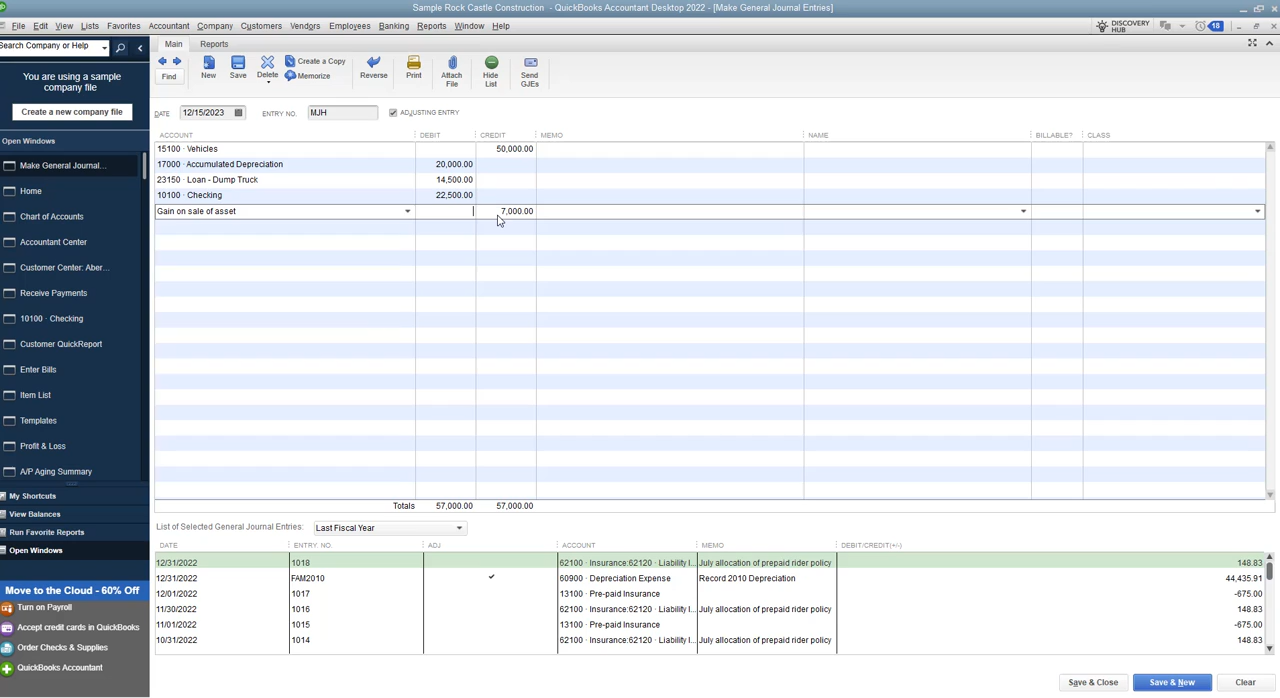 Sample Rock Castle Construction - QuickBooks Accountant Desktop 2022 - [Make General Journal Entries]
File Edit View Lists Favorites Accountant Company Customers Vendors Employees Banking Reports Window Help
DISCOVERY HUB 18
Search Company or Help
Main Reports
You are using a sample company file
Create a new company file
Find New Save Delete Create a Copy Memorize Reverse Print Attach File Hide List Send GJEs
DATE 12/15/2023 ENTRY NO. MJH ADJUSTING ENTRY
ACCOUNT DEBIT CREDIT MEMO NAME BILLABLE? CLASS
15100 · Vehicles 50,000.00
17000 · Accumulated Depreciation 20,000.00
23150 · Loan - Dump Truck 14,500.00
10100 · Checking 22,500.00
Gain on sale of asset 7,000.00
Totals 57,000.00 57,000.00
Open Windows
Make General Journal...
Home
Chart of Accounts
Accountant Center
Customer Center: Aber...
Receive Payments
10100 · Checking
Customer QuickReport
Enter Bills
Item List
Templates
Profit & Loss
A/P Aging Summary
My Shortcuts
View Balances
Run Favorite Reports
Open Windows
Move to the Cloud - 60% Off
Turn on Payroll
Accept credit cards in QuickBooks
Order Checks & Supplies
QuickBooks Accountant
List of Selected General Journal Entries: Last Fiscal Year
DATE ENTRY. NO. ADJ ACCOUNT MEMO DEBIT/CREDIT(+/-)
12/31/2022 1018 62100 · Insurance:62120 · Liability I... July allocation of prepaid rider policy 148.83
12/31/2022 FAM2010 60900 · Depreciation Expense Record 2010 Depreciation 44,435.91
12/01/2022 1017 13100 · Pre-paid Insurance -675.00
11/30/2022 1016 62100 · Insurance:62120 · Liability I... July allocation of prepaid rider policy 148.83
11/01/2022 1015 13100 · Pre-paid Insurance -675.00
10/31/2022 1014 62100 · Insurance:62120 · Liability I... July allocation of prepaid rider policy 148.83
Save & Close Save & New Clear